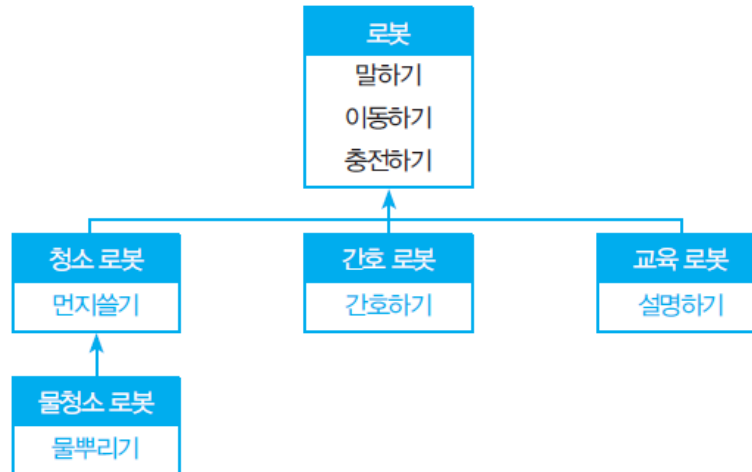 로봇
말하기
이동하기
충전하기
청소 로봇
먼지쓸기
간호 로봇
간호하기
교육 로봇
설명하기
물청소 로봇
물뿌리기